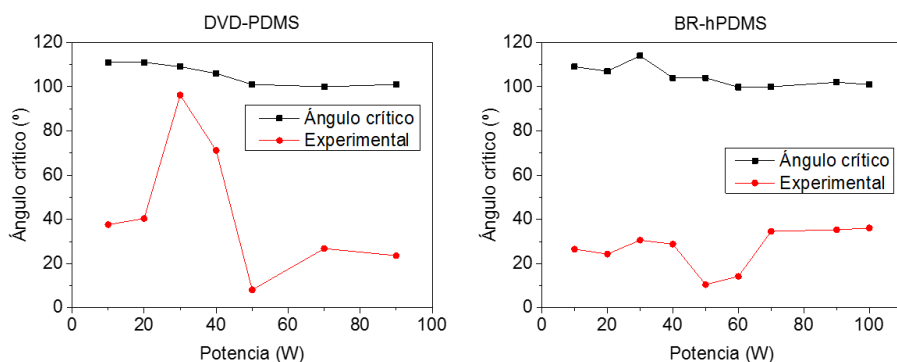 DVD-PDMS
120
100
80
60
40
20
0
Ángulo crítico (º)
Ángulo crítico
Experimental
0 20 40 60 80 100
Potencia (W)
BR-hPDMS
120
100
80
60
40
20
0
Ángulo crítico (º)
Ángulo crítico
Experimental
0 20 40 60 80 100
Potencia (W)